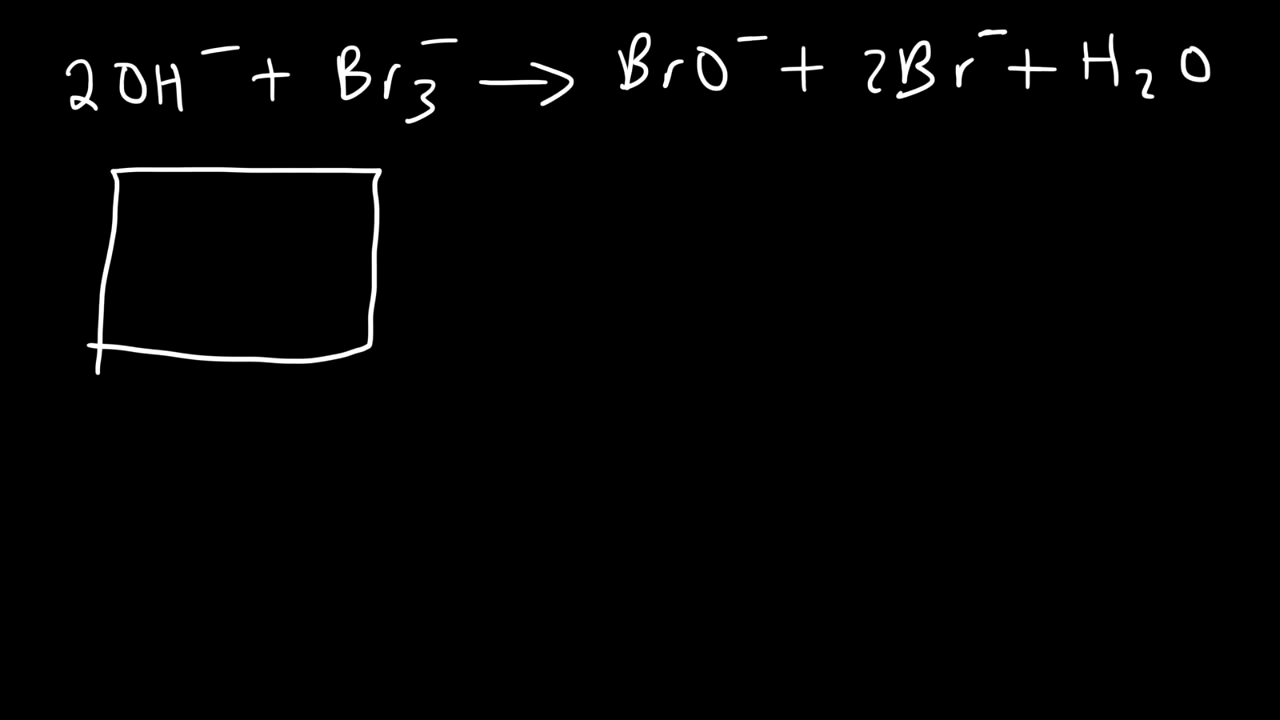 2OH⁻ + Br₃⁻ → BrO⁻ + 2Br⁻ + H₂O